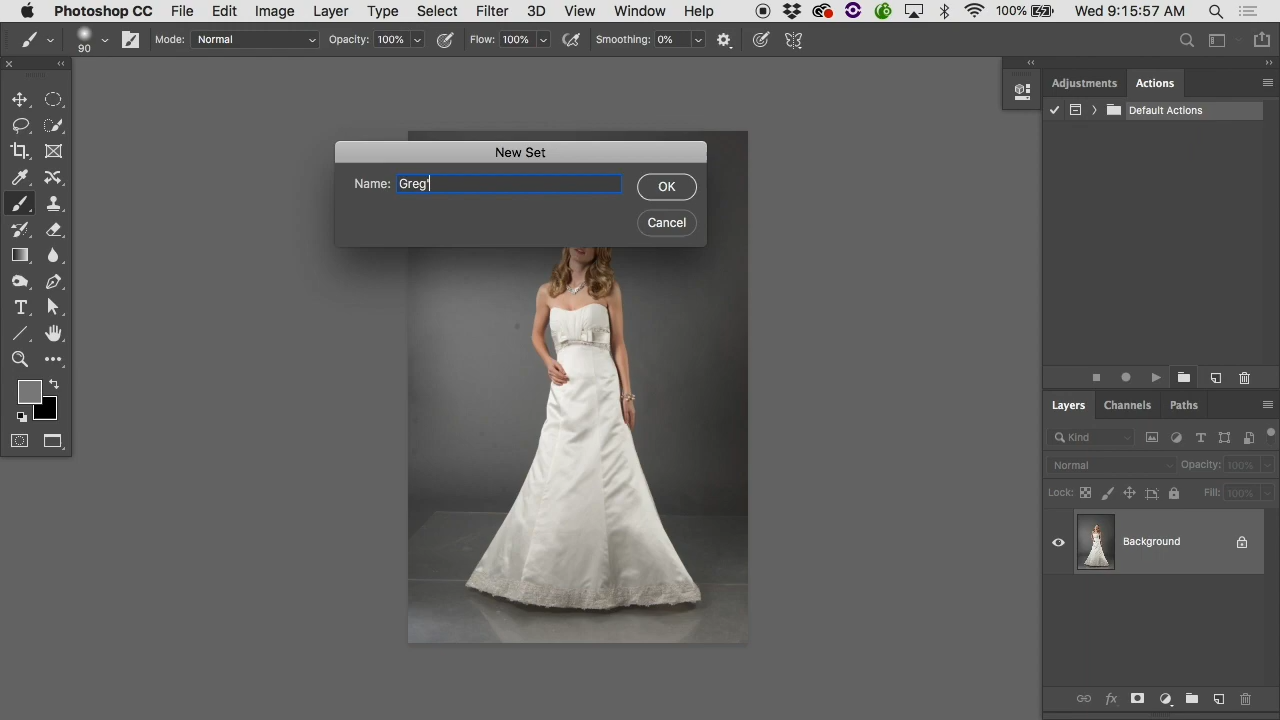 Photoshop CC File Edit Image Layer Type Select Filter 3D View Window Help 100% Wed 9:15:57 AM
90 Mode: Normal Opacity: 100% Flow: 100% Smoothing: 0%
Adjustments Actions
Default Actions
New Set
Name: Greg'
OK
Cancel
Layers Channels Paths
Kind
Normal Opacity: 100%
Lock: Fill: 100%
Background